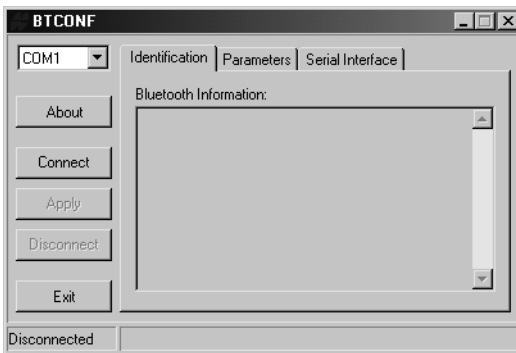 BTCONF
COM1
Identification Parameters Serial Interface
Bluetooth Information:
About
Connect
Apply
Disconnect
Exit
Disconnected